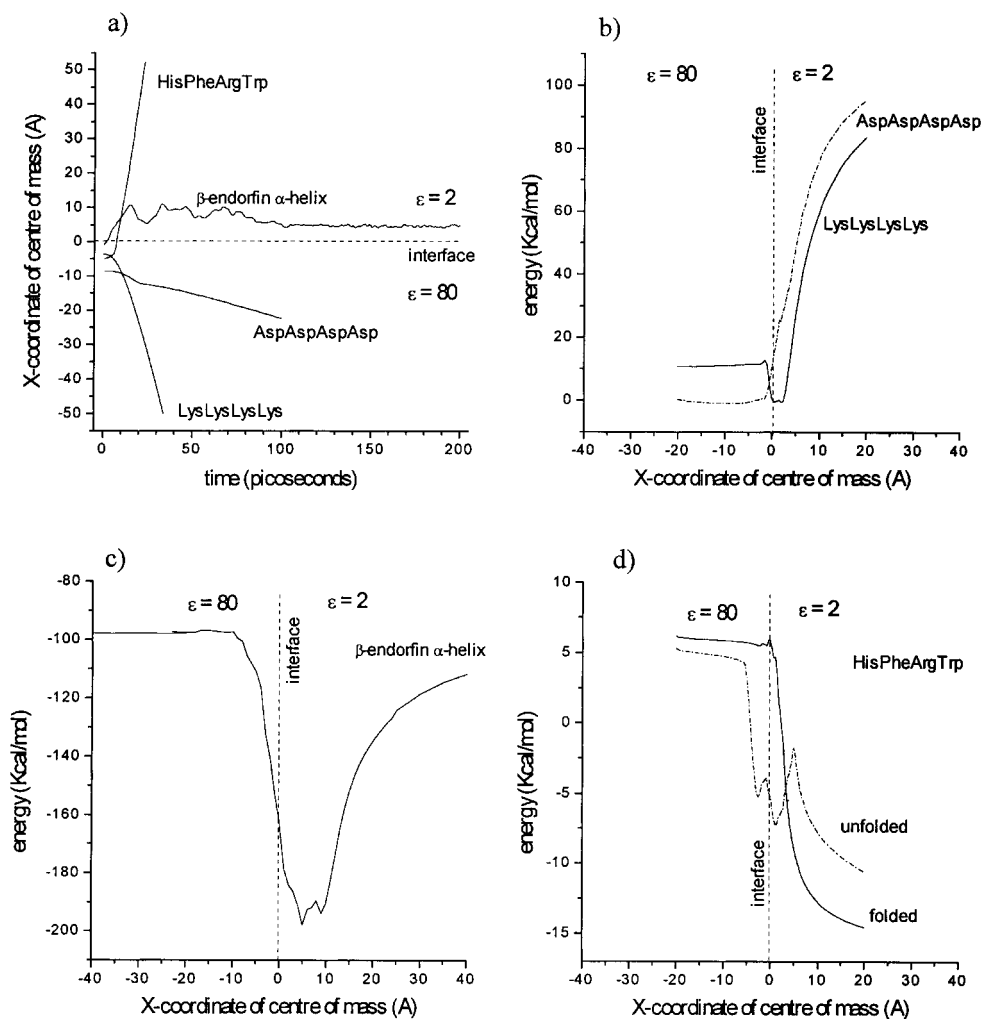 a)
X-coordinate of centre of mass (A)
50
40
30
20
10
0
-10
-20
-30
-40
-50
HisPheArgTrp
β-endorfin α-helix
ε = 2
interface
ε = 80
AspAspAspAsp
LysLysLysLys
0 50 100 150 200
time (picoseconds)
b)
energy (Kcal/mol)
100
80
60
40
20
0
ε = 80
interface
ε = 2
AspAspAspAsp
LysLysLysLys
-40 -30 -20 -10 0 10 20 30 40
X-coordinate of centre of mass (A)
c)
energy (Kcal/mol)
-80
-100
-120
-140
-160
-180
-200
ε = 80
interface
ε = 2
β-endorfin α-helix
-40 -30 -20 -10 0 10 20 30 40
X-coordinate of centre of mass (A)
d)
energy (Kcal/mol)
10
5
0
-5
-10
-15
ε = 80
ε = 2
HisPheArgTrp
interface
unfolded
folded
-40 -30 -20 -10 0 10 20 30 40
X-coordinate of centre of mass (A)